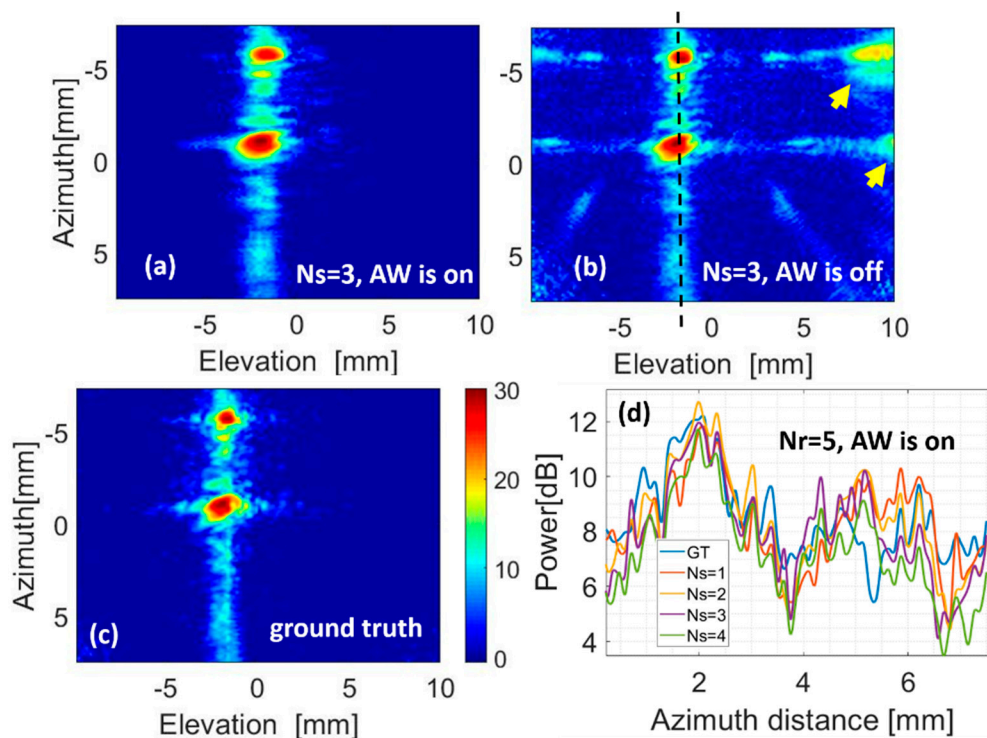 Azimuth[mm]
-5
0
5
(a)
Ns=3, AW is on
-5
0
5
10
Elevation [mm]
-5
0
5
(b)
Ns=3, AW is off
-5
0
5
10
Elevation [mm]
Azimuth[mm]
-5
0
5
(c)
ground truth
-5
0
5
10
Elevation [mm]
30
20
10
0
Power[dB]
12
10
8
6
4
(d)
Nr=5, AW is on
GT
Ns=1
Ns=2
Ns=3
Ns=4
2
4
6
Azimuth distance [mm]